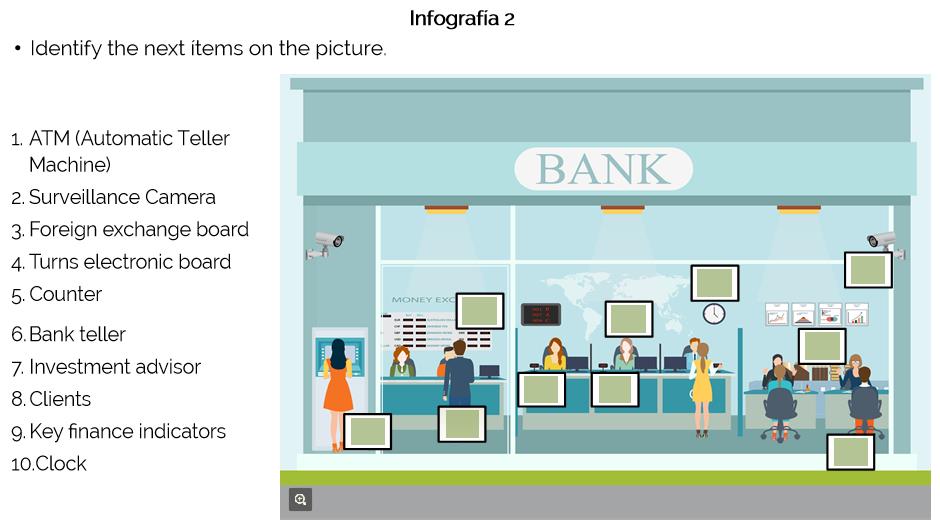 Infografía 2
• Identify the next ítems on the picture.
1. ATM (Automatic Teller
Machine)
2. Surveillance Camera
3. Foreign exchange board
4. Turns electronic board
5. Counter
6. Bank teller
7. Investment advisor
8. Clients
9. Key finance indicators
10.Clock
BANK
MONEY EXC